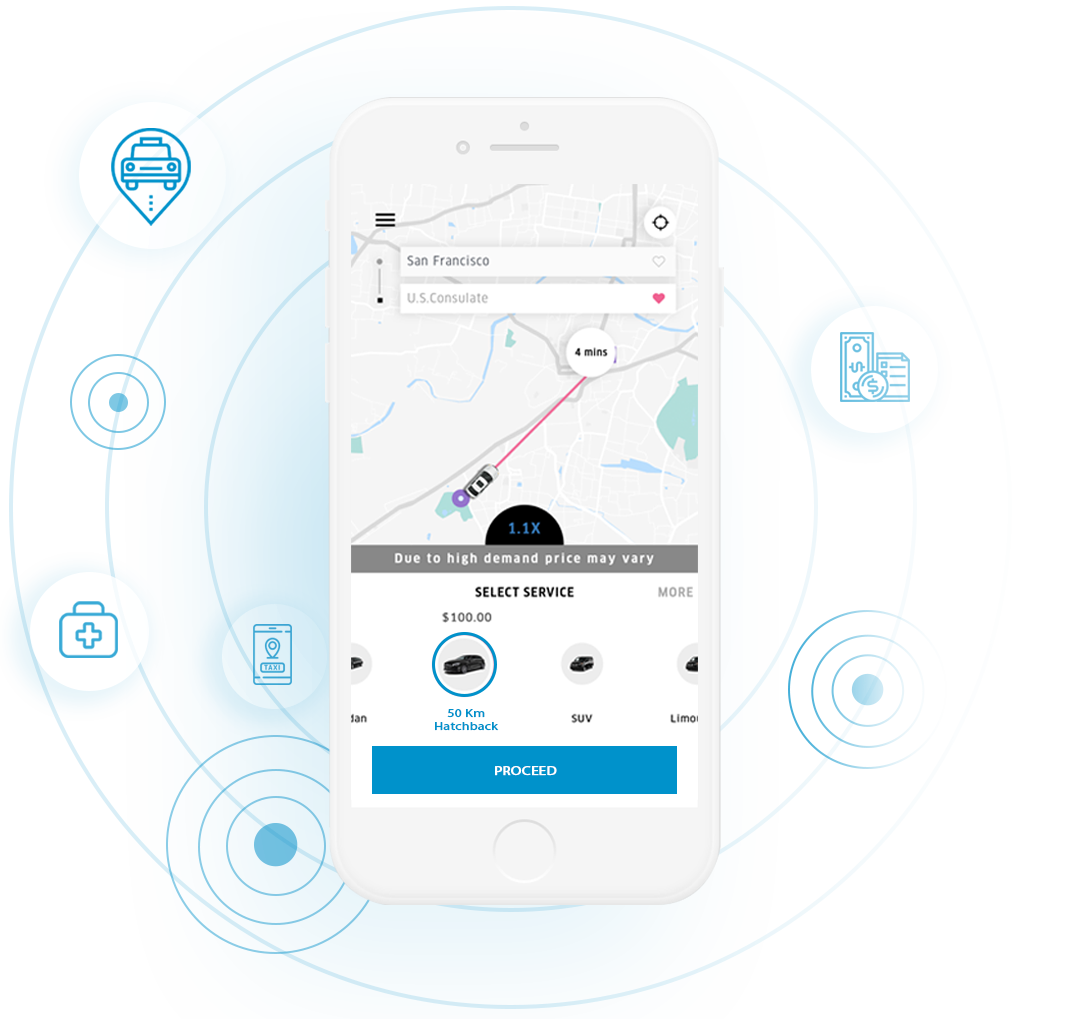 San Francisco
U.S.Consulate
4 mins
1.1X
Due to high demand price may vary
SELECT SERVICE
MORE
$100.00
dan
50 Km
Hatchback
SUV
Limou
PROCEED
TAXI